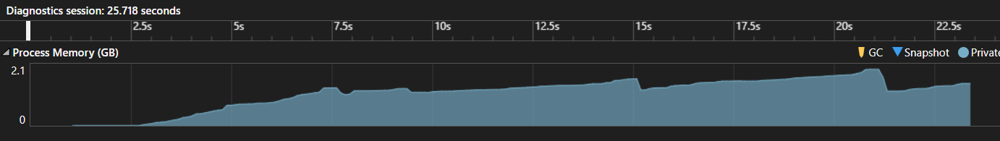 Diagnostics session: 25.718 seconds
2.5s 5s 7.5s 10s 12.5s 15s 17.5s 20s 22.5s
Process Memory (GB) GC Snapshot Private
2.1
0